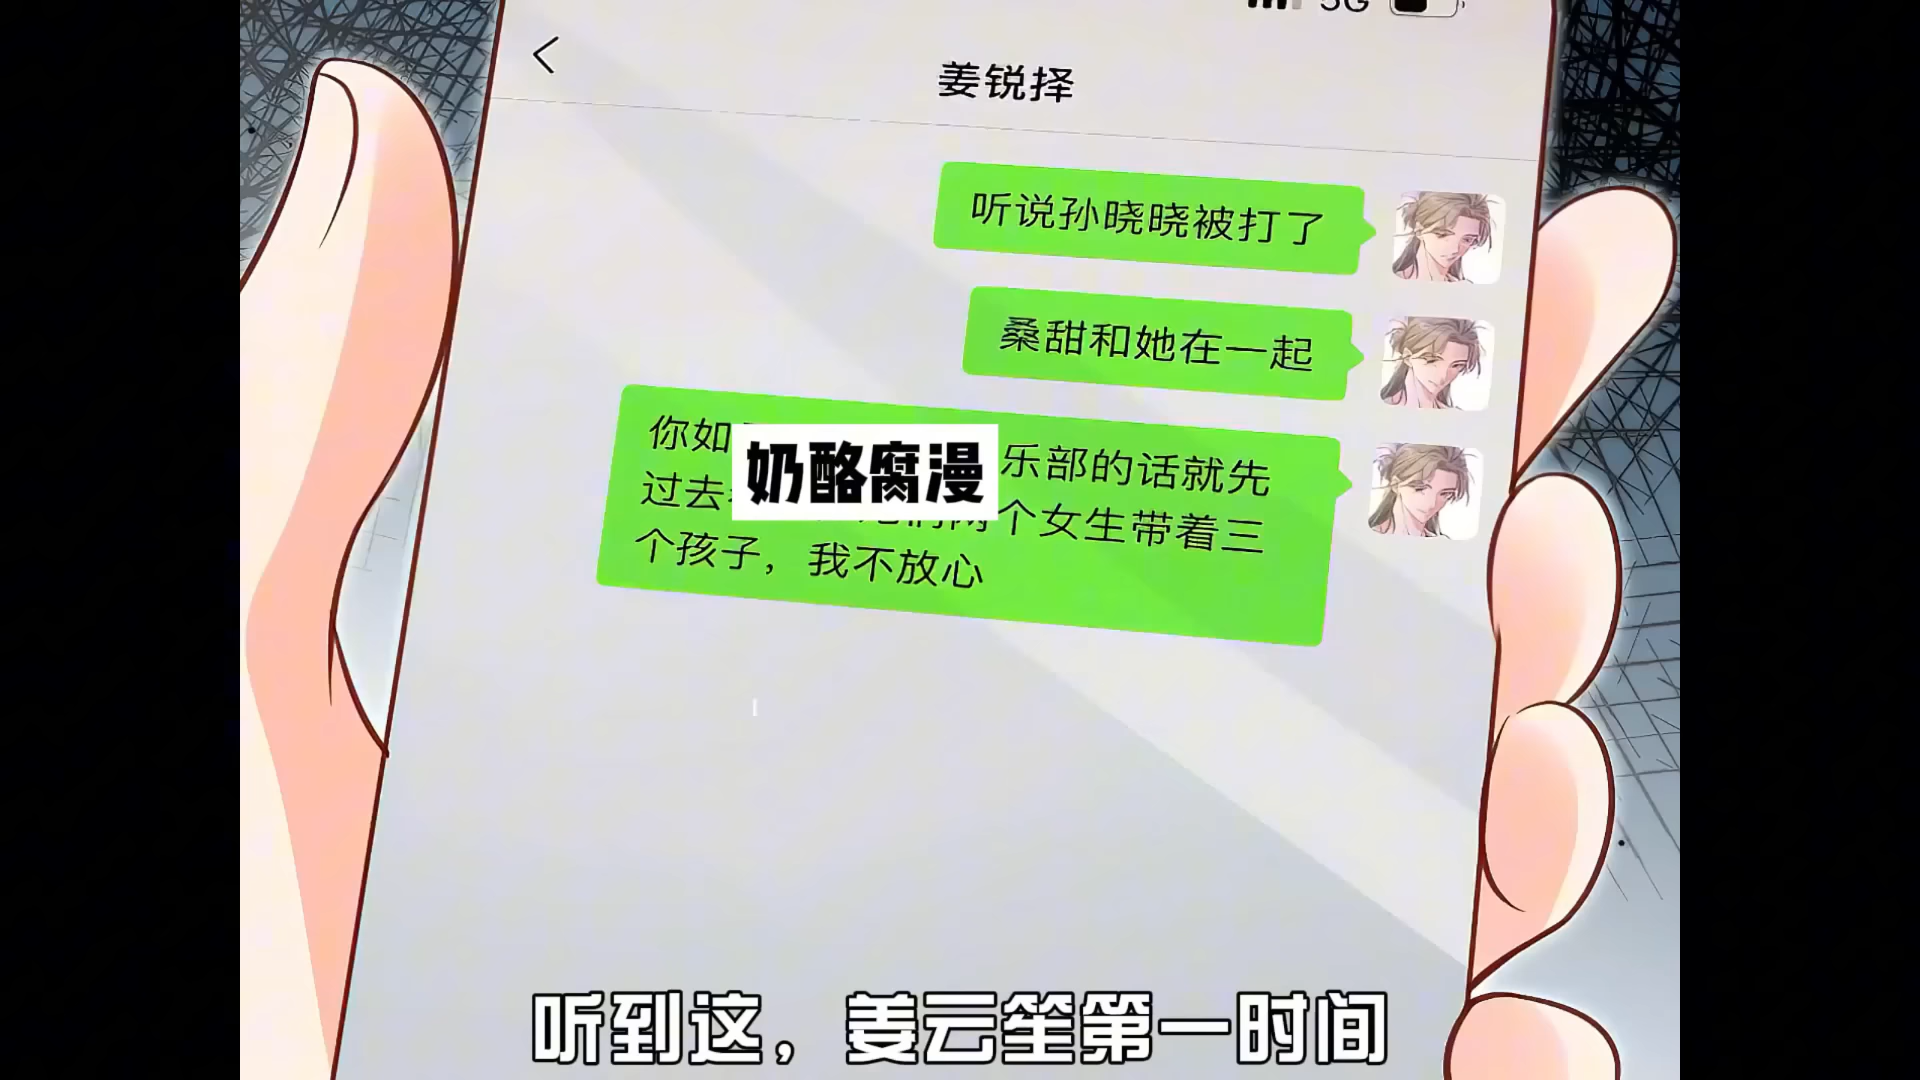 5G
姜锐择
听说孙晓晓被打了
桑甜和她在一起
你如
乐部的话就先
过去
个女生带着三
个孩子，我不放心
奶酪腐漫
听到这，姜云笙第一时间